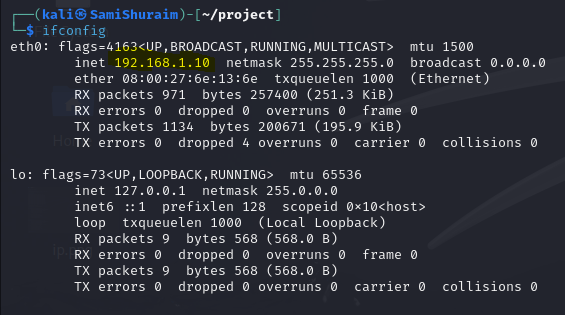 (kali㉿SamiShuraim)-[~/project]
$ ifconfig
eth0: flags=4163<UP,BROADCAST,RUNNING,MULTICAST>  mtu 1500
inet 192.168.1.10  netmask 255.255.255.0  broadcast 0.0.0.0
ether 08:00:27:6e:13:6e  txqueuelen 1000  (Ethernet)
RX packets 971  bytes 257400 (251.3 KiB)
RX errors 0  dropped 0  overruns 0  frame 0
TX packets 1134  bytes 200671 (195.9 KiB)
TX errors 0  dropped 4 overruns 0  carrier 0  collisions 0
lo: flags=73<UP,LOOPBACK,RUNNING>  mtu 65536
inet 127.0.0.1  netmask 255.0.0.0
inet6 ::1  prefixlen 128  scopeid 0×10<host>
loop  txqueuelen 1000  (Local Loopback)
RX packets 9  bytes 568 (568.0 B)
RX errors 0  dropped 0  overruns 0  frame 0
TX packets 9  bytes 568 (568.0 B)
TX errors 0  dropped 0 overruns 0  carrier 0  collisions 0